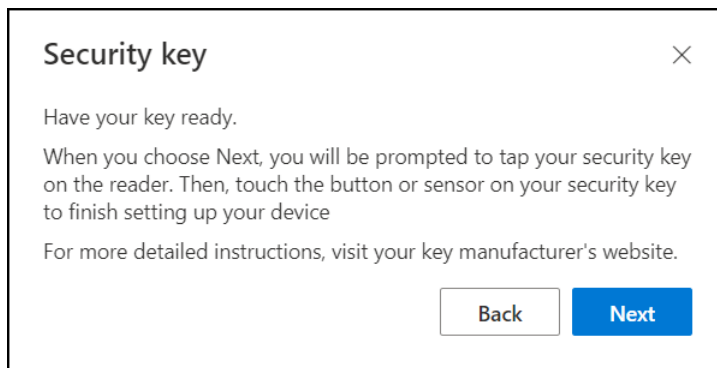 Security key
Have your key ready.
When you choose Next, you will be prompted to tap your security key
on the reader. Then, touch the button or sensor on your security key
to finish setting up your device
For more detailed instructions, visit your key manufacturer's website.
Back
Next